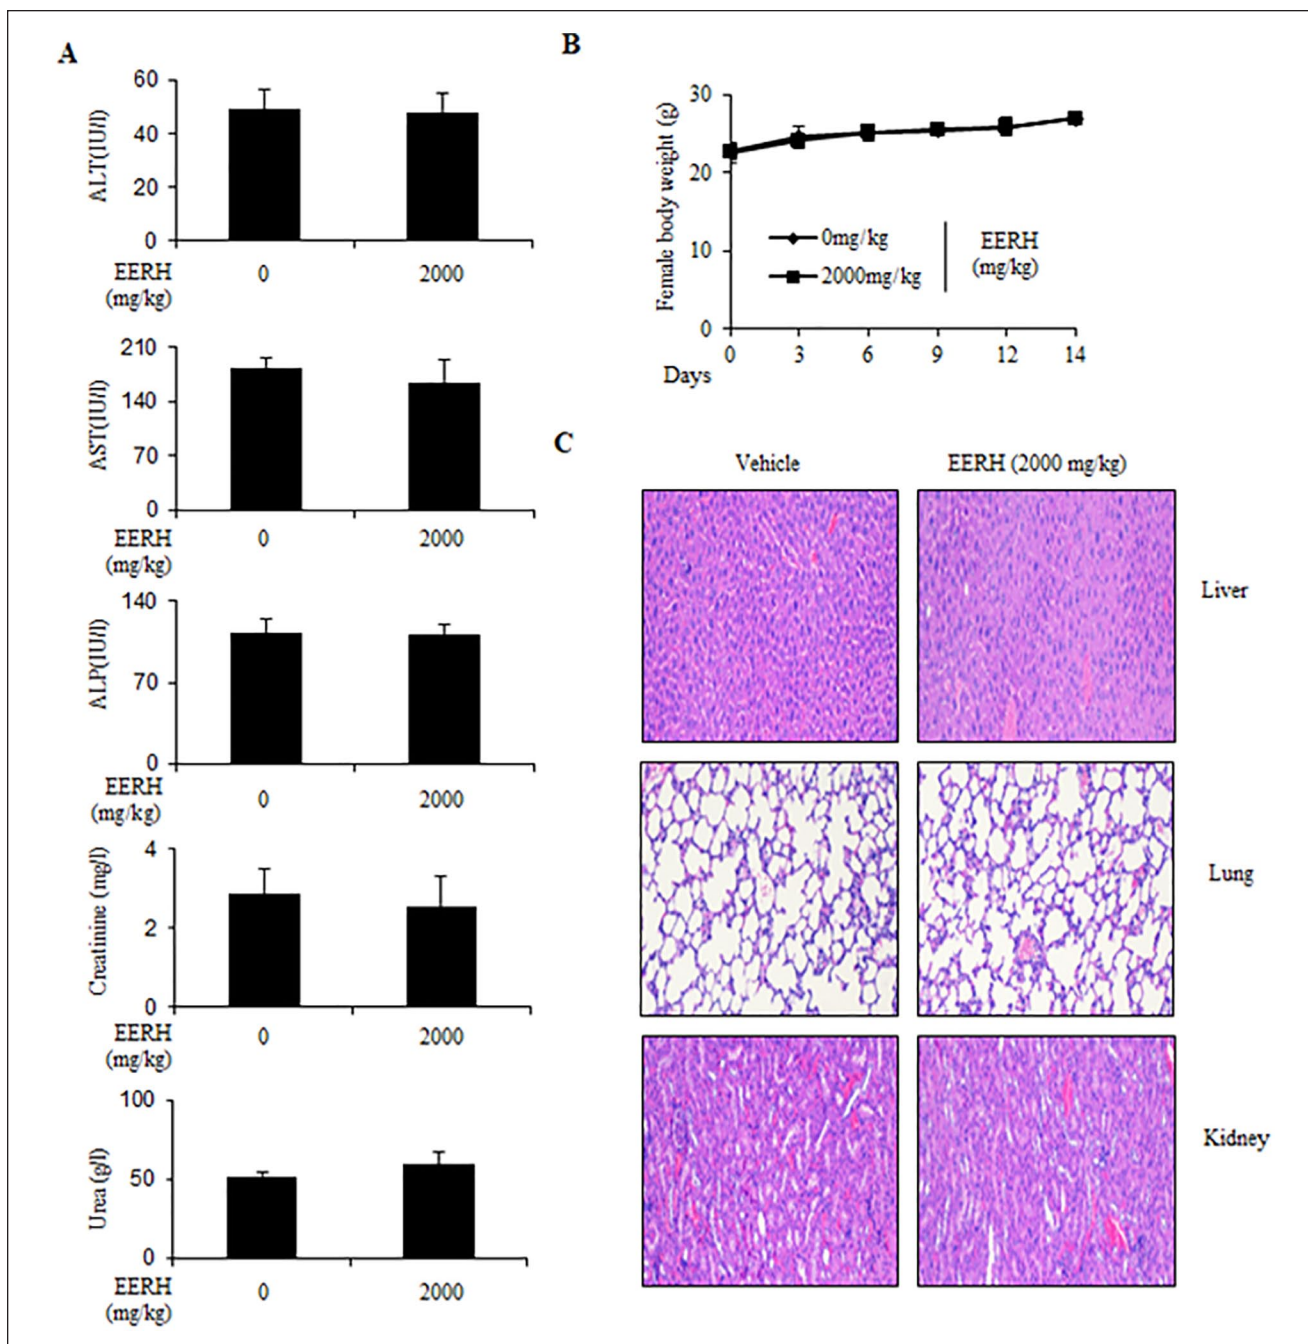 A
60
40
20
0
ALT(IU/l)
EERH
(mg/kg)
0
2000
210
140
70
0
AST(IU/l)
EERH
(mg/kg)
0
2000
140
70
0
ALP(IU/l)
EERH
(mg/kg)
0
2000
4
2
0
Creatinine (mg/l)
EERH
(mg/kg)
0
2000
100
50
0
Urea (g/l)
EERH
(mg/kg)
0
2000
B
30
20
10
0
Female body weight (g)
0mg/kg
2000mg/kg
EERH
(mg/kg)
0 3 6 9 12 14
Days
C
Vehicle
EERH (2000 mg/kg)
Liver
Lung
Kidney